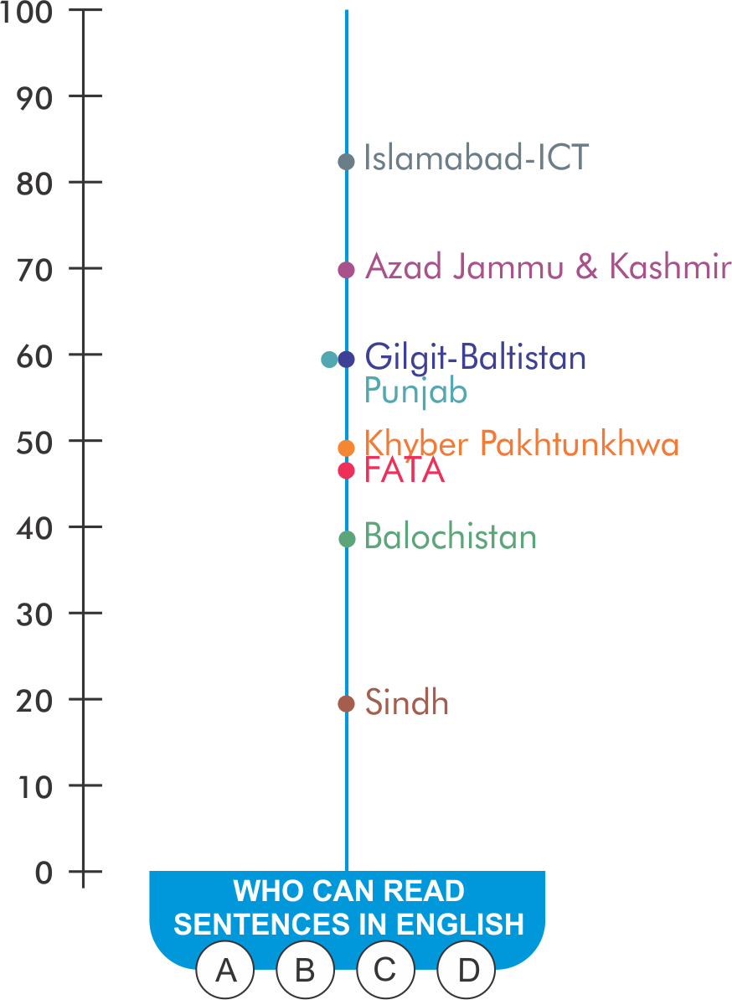 100
90
Islamabad-ICT
80
70
Azad Jammu & Kashmir
60
Gilgit-Baltistan
Punjab
50
Khyber Pakhtunkhwa
FATA
40
Balochistan
30
20
Sindh
10
0
WHO CAN READ
SENTENCES IN ENGLISH
A B C D